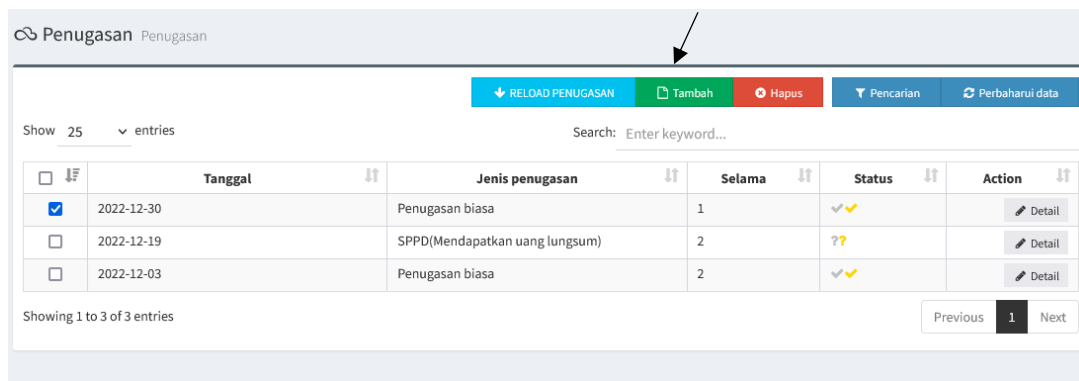 Penugasan Penugasan
RELOAD PENUGASAN Tambah Hapus Pencarian Perbaharui data
Show 25 entries Search: Enter keyword...
Tanggal Jenis penugasan Selama Status Action
2022-12-30 Penugasan biasa 1 Detail
2022-12-19 SPPD(Mendapatkan uang lungsum) 2 ?? Detail
2022-12-03 Penugasan biasa 2 Detail
Showing 1 to 3 of 3 entries Previous 1 Next